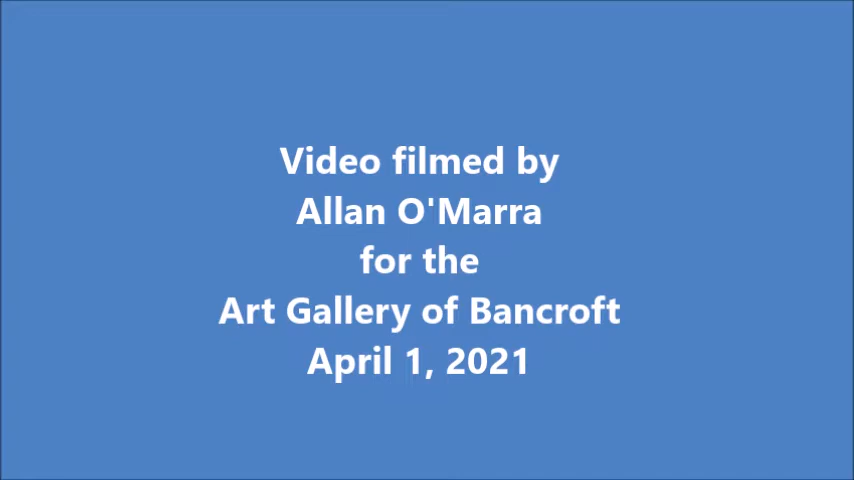 Video filmed by
Allan O'Marra
for the
Art Gallery of Bancroft
April 1, 2021